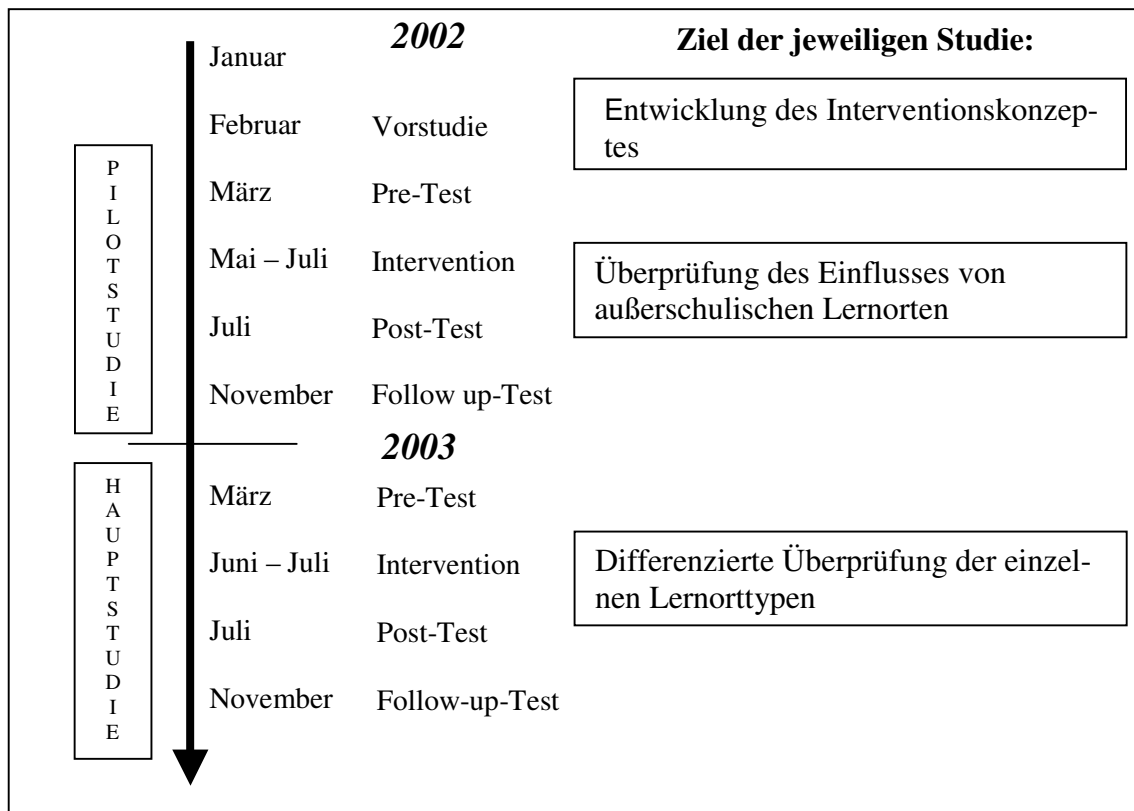 2002
Ziel der jeweiligen Studie:
Januar
Februar Vorstudie
Entwicklung des Interventionskonzep-
tes
PILOTSTUDIE
März Pre-Test
Mai – Juli Intervention
Überprüfung des Einflusses von
außerschulischen Lernorten
Juli Post-Test
November Follow up-Test
2003
HAUPTSTUDIE
März Pre-Test
Juni – Juli Intervention
Differenzierte Überprüfung der einzel-
nen Lernorttypen
Juli Post-Test
November Follow-up-Test